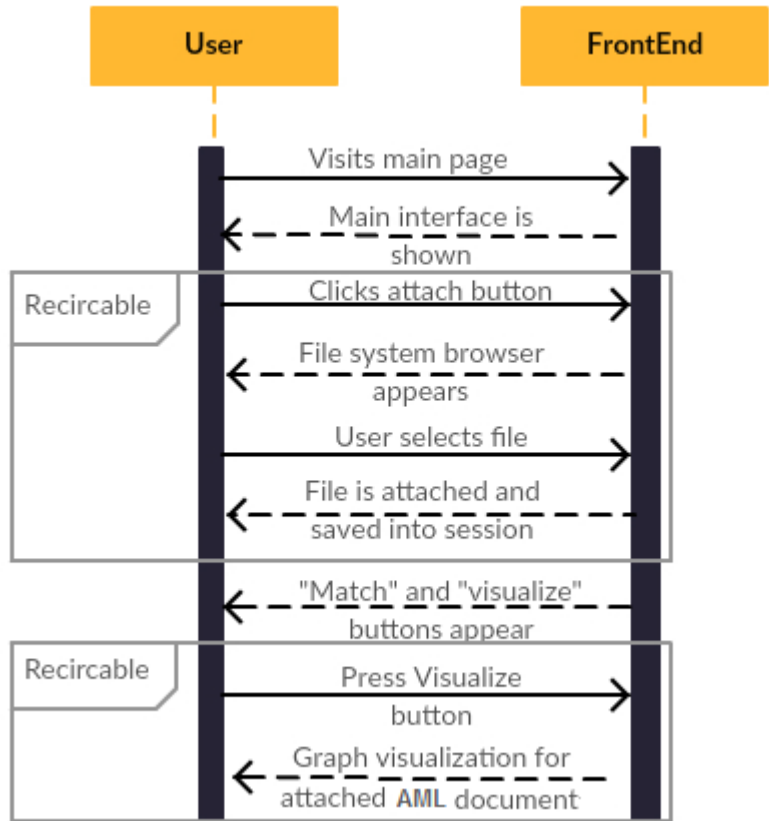 User
FrontEnd
Visits main page
Main interface is
shown
Recircable
Clicks attach button
File system browser
appears
User selects file
File is attached and
saved into session
"Match" and "visualize"
buttons appear
Recircable
Press Visualize
button
Graph visualization for
attached AML document